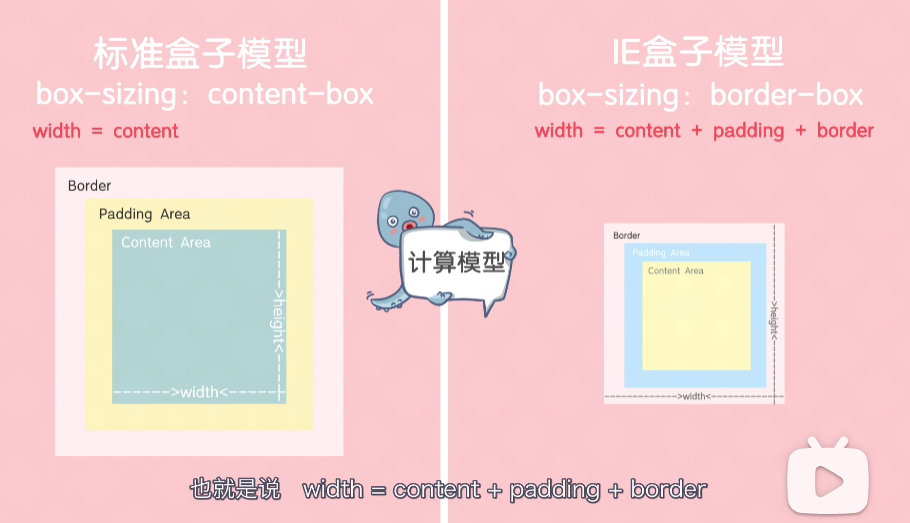 标准盒子模型
box-sizing: content-box
width = content
Border
Padding Area
Content Area
>height<
>width<
计算模型
IE盒子模型
box-sizing: border-box
width = content + padding + border
Border
Padding Area
Content Area
>height<
>width<
也就是说 width = content + padding + border